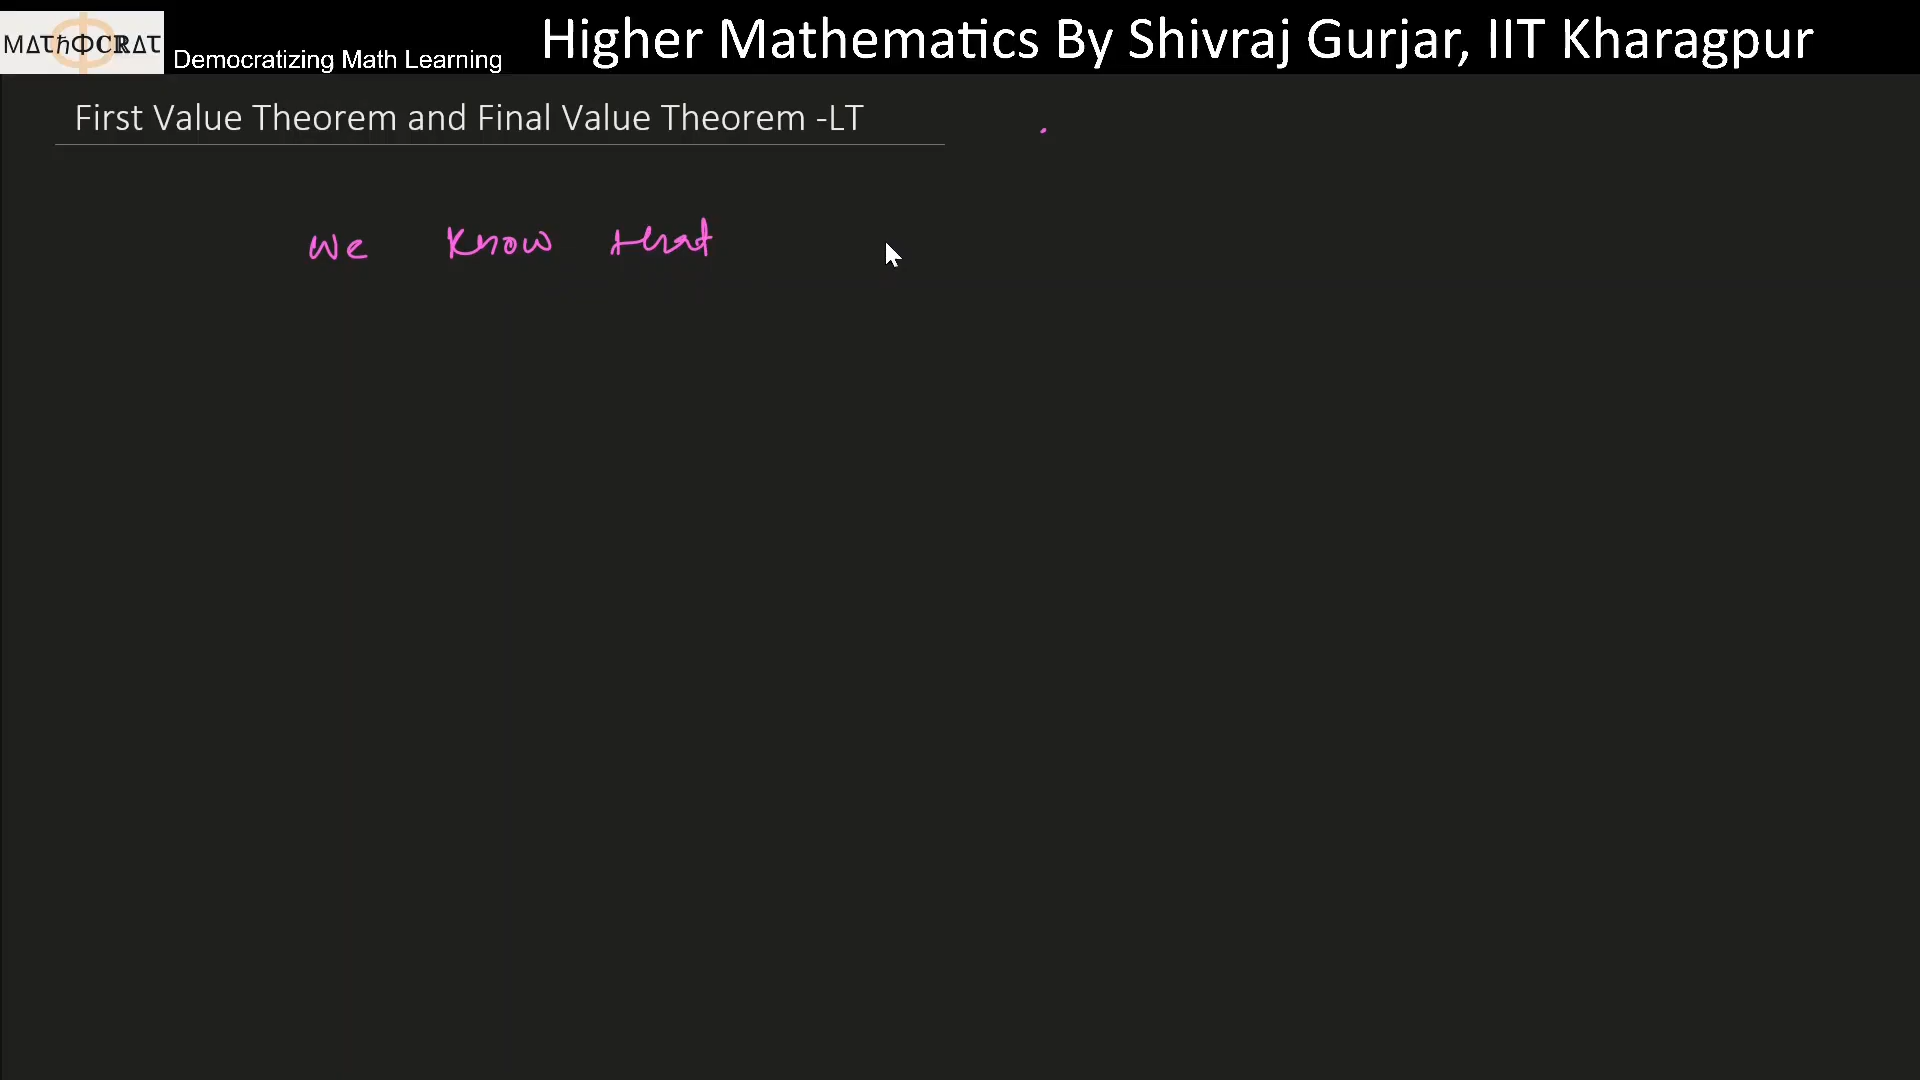 MΔTℏΦCRΔT
Democratizing Math Learning
Higher Mathematics By Shivraj Gurjar, IIT Kharagpur
First Value Theorem and Final Value Theorem -LT
we know that